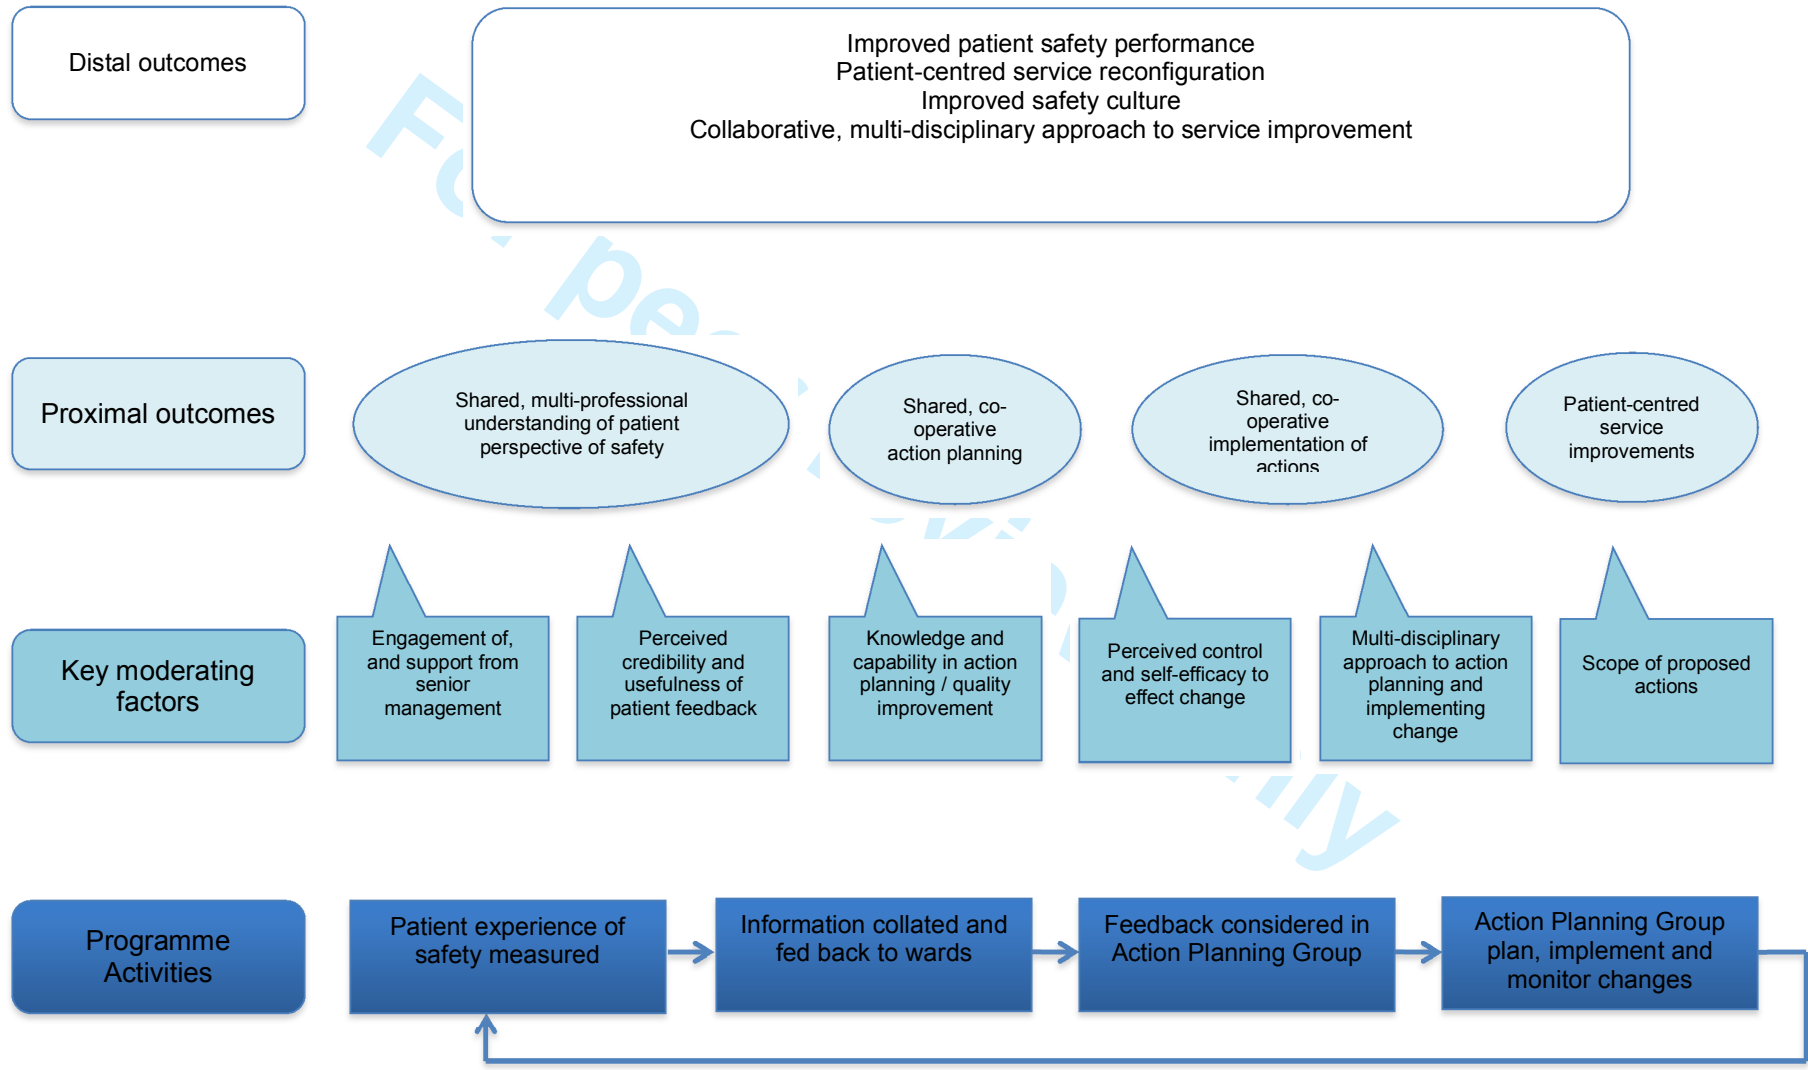 Distal outcomes
Improved patient safety performance
Patient-centred service reconfiguration
Improved safety culture
Collaborative, multi-disciplinary approach to service improvement
Proximal outcomes
Shared, multi-professional
understanding of patient
perspective of safety
Shared, co-
operative
action planning
Shared, co-
operative
implementation of
actions
Patient-centred
service
improvements
Key moderating
factors
Engagement of,
and support from
senior
management
Perceived
credibility and
usefulness of
patient feedback
Knowledge and
capability in action
planning / quality
improvement
Perceived control
and self-efficacy to
effect change
Multi-disciplinary
approach to action
planning and
implementing
change
Scope of proposed
actions
Programme
Activities
Patient experience of
safety measured
Information collated and
fed back to wards
Feedback considered in
Action Planning Group
Action Planning Group
plan, implement and
monitor changes